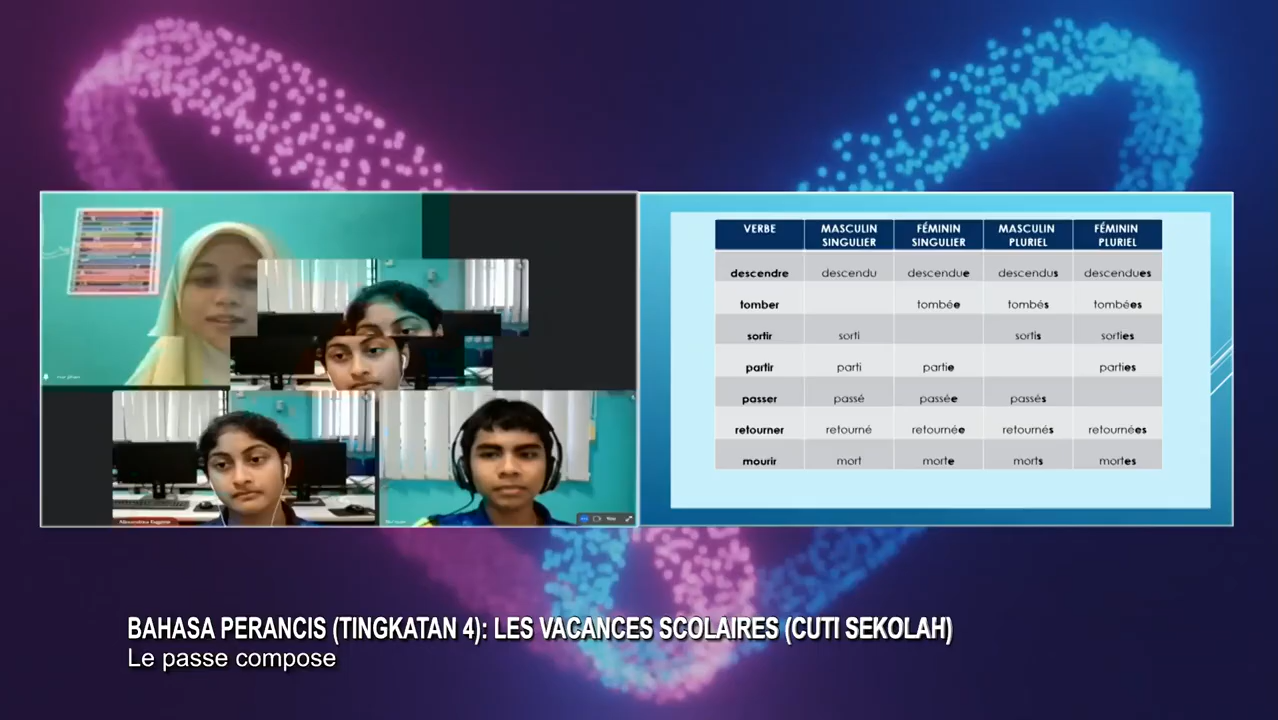 VERBE MASCULIN SINGULIER FÉMININ SINGULIER MASCULIN PLURIEL FÉMININ PLURIEL
descendre descendu descendue descendus descendues
tomber tombée tombés tombées
sortir sorti sortis sorties
partir parti partie parties
passer passé passée passés
retourner retourné retournée retournés retournées
mourir mort morte morts mortes
BAHASA PERANCIS (TINGKATAN 4): LES VACANCES SCOLAIRES (CUTI SEKOLAH)
Le passe compose